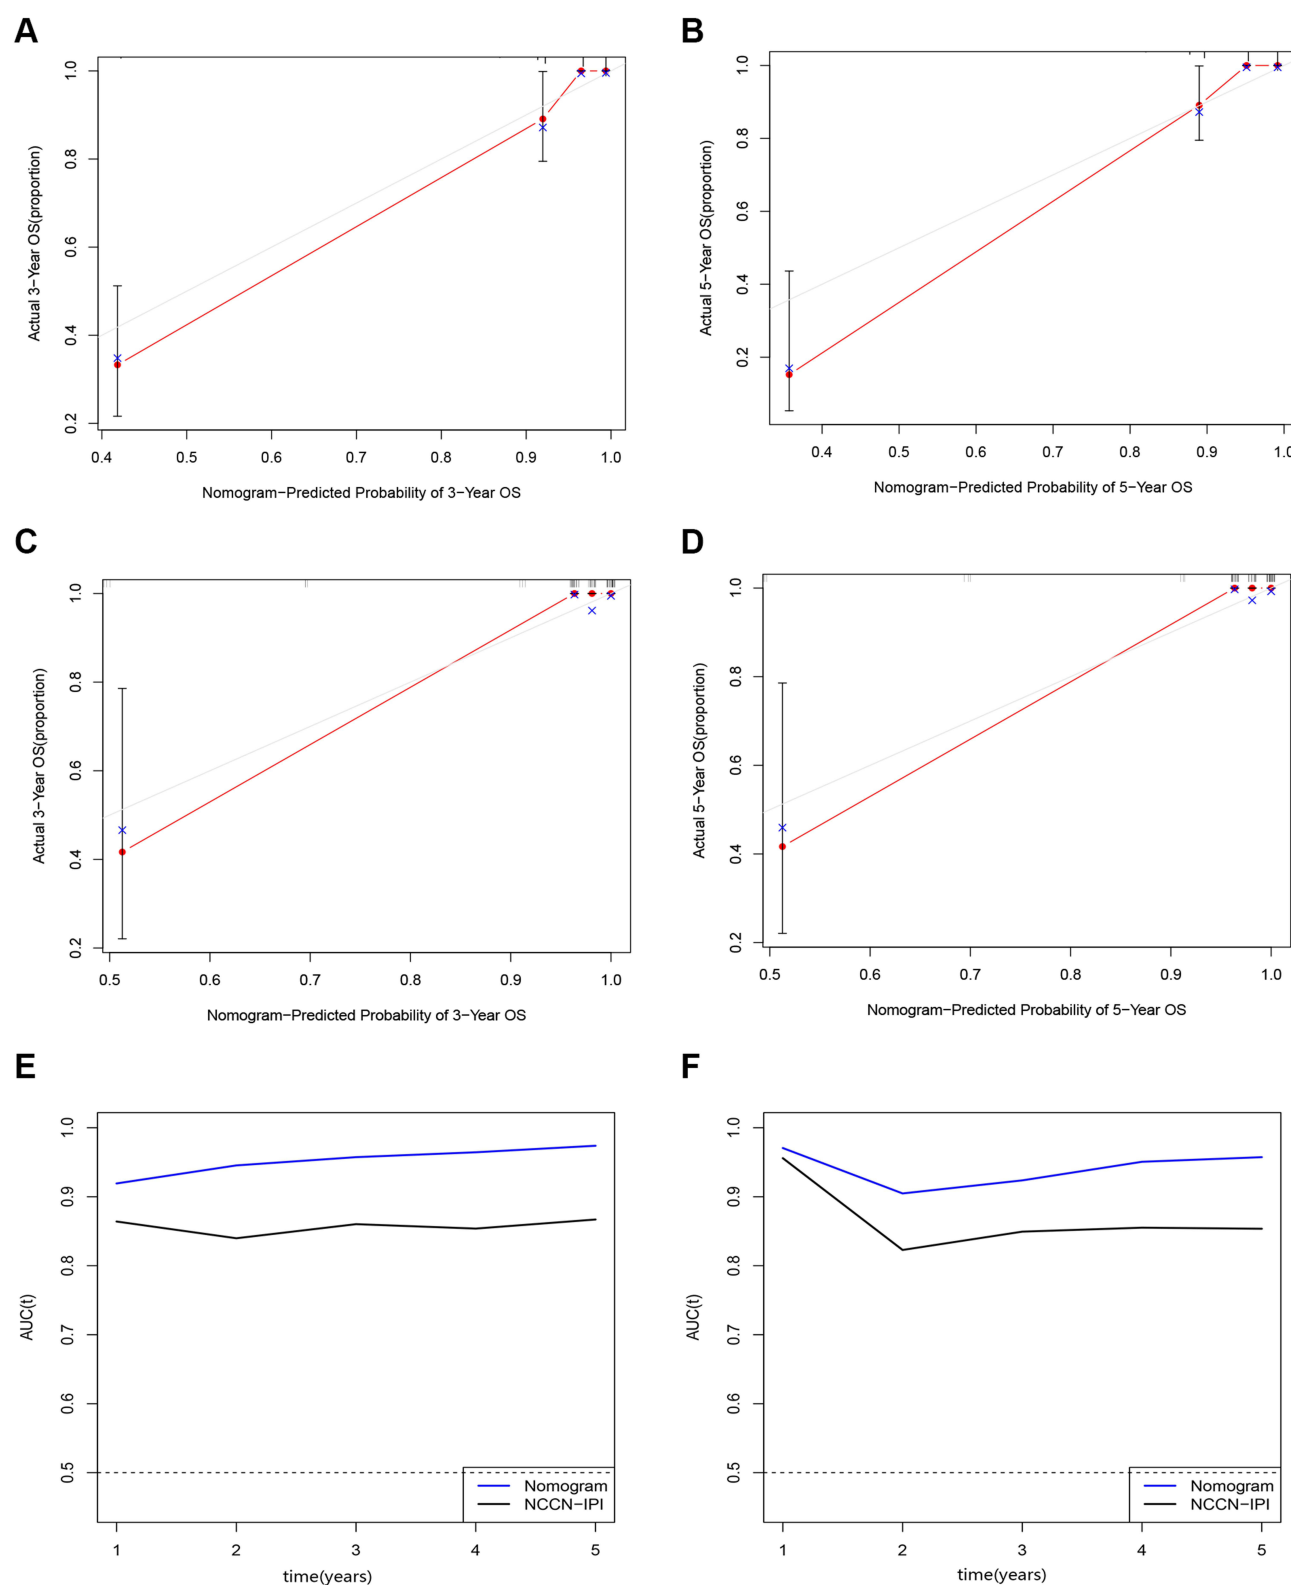 A
Actual 3−Year OS(proportion)
1.0
0.8
0.6
0.4
0.2
0.4 0.5 0.6 0.7 0.8 0.9 1.0
Nomogram−Predicted Probability of 3−Year OS
B
Actual 5−Year OS(proportion)
1.0
0.8
0.6
0.4
0.2
0.4 0.5 0.6 0.7 0.8 0.9 1.0
Nomogram−Predicted Probability of 5−Year OS
C
Actual 3−Year OS(proportion)
1.0
0.8
0.6
0.4
0.2
0.5 0.6 0.7 0.8 0.9 1.0
Nomogram−Predicted Probability of 3−Year OS
D
Actual 5−Year OS(proportion)
1.0
0.8
0.6
0.4
0.2
0.5 0.6 0.7 0.8 0.9 1.0
Nomogram−Predicted Probability of 5−Year OS
E
AUC(t)
1.0
0.9
0.8
0.7
0.6
0.5
Nomogram
NCCN−IPI
1 2 3 4 5
time(years)
F
AUC(t)
1.0
0.9
0.8
0.7
0.6
0.5
Nomogram
NCCN−IPI
1 2 3 4 5
time(years)